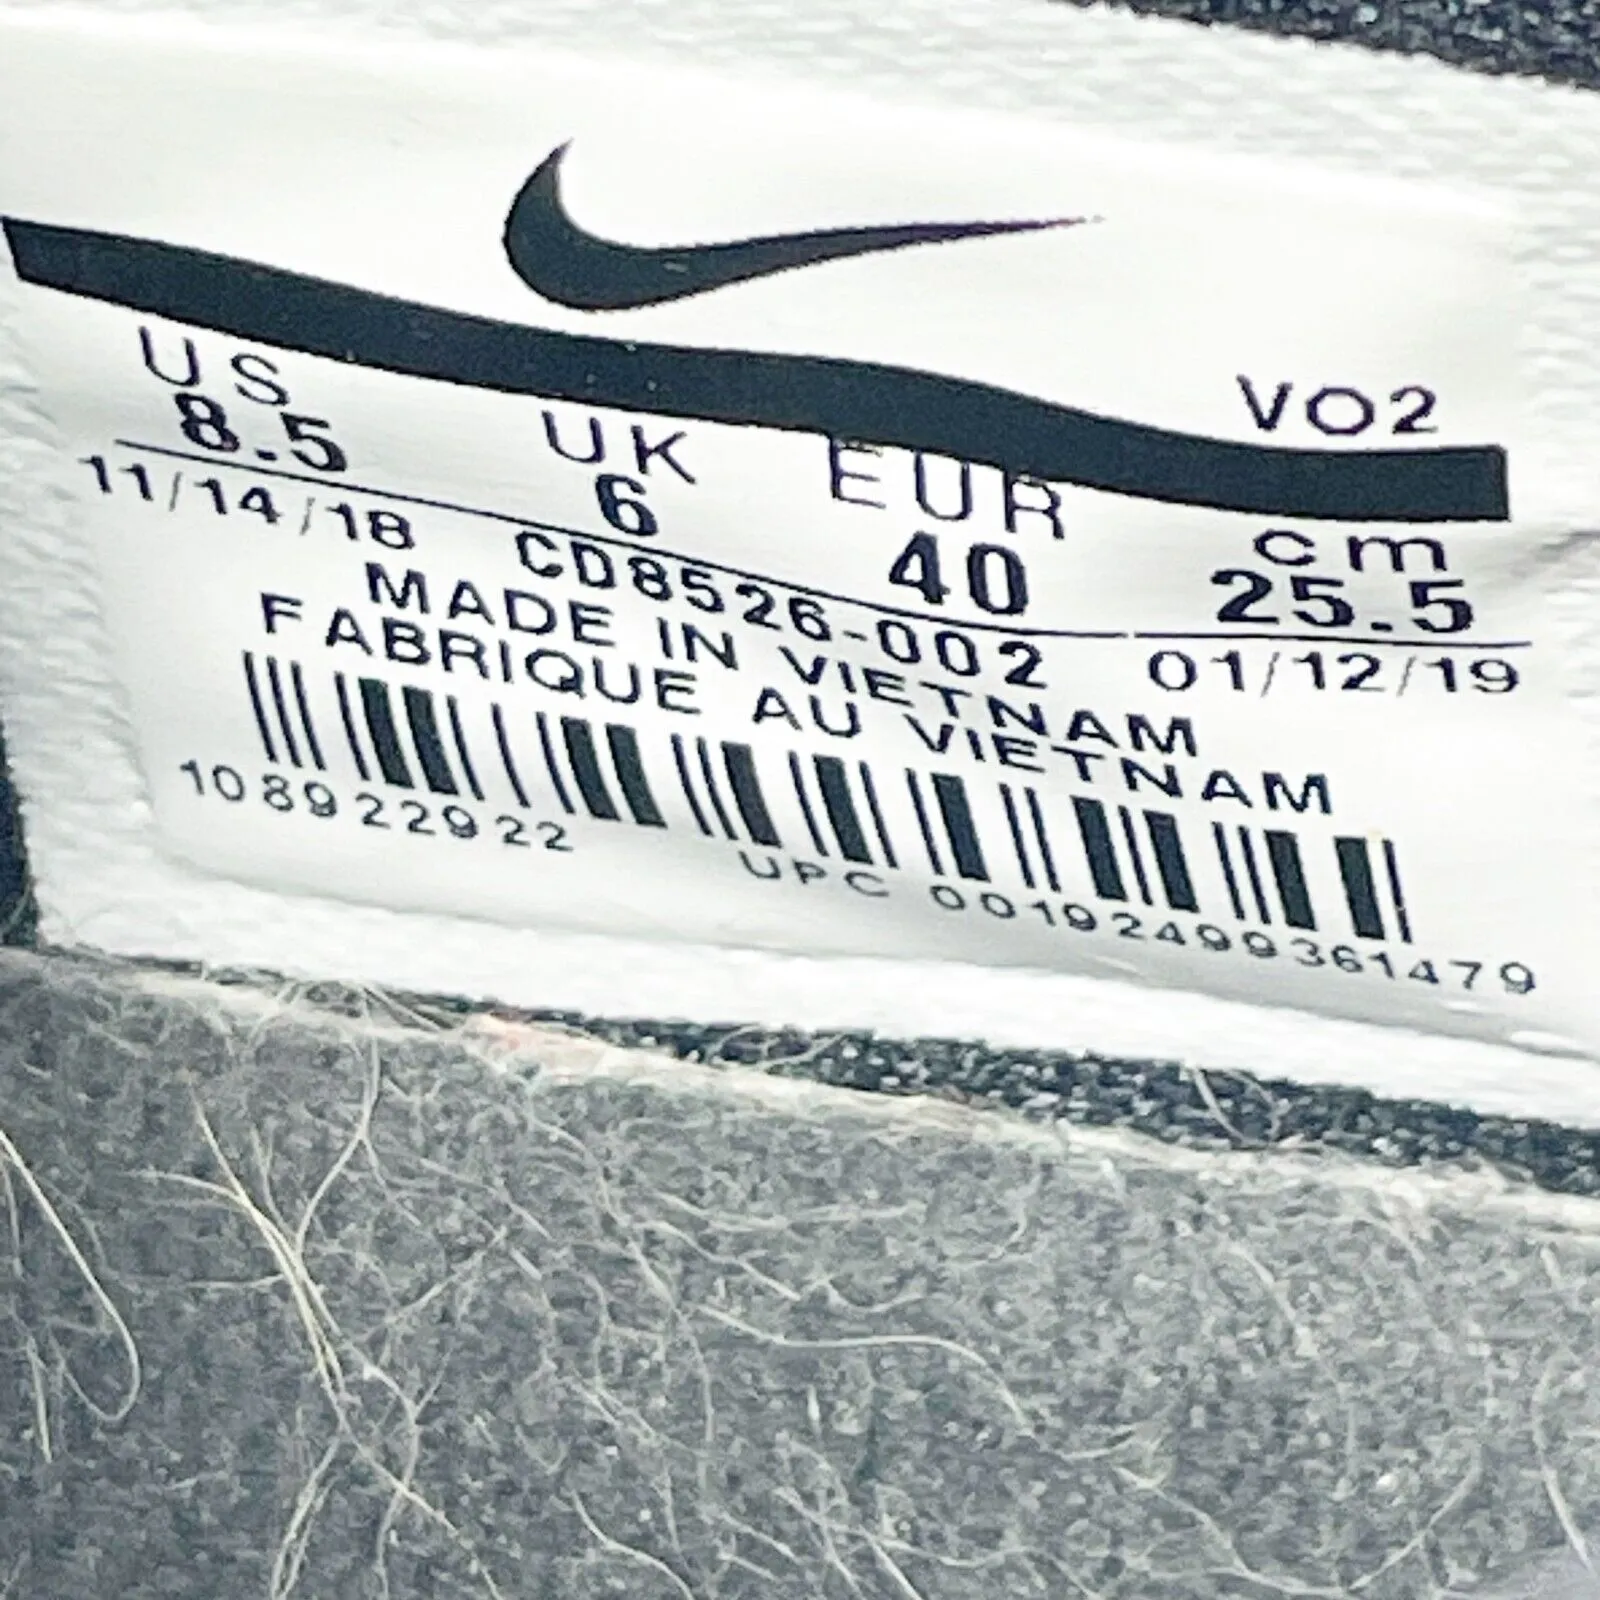 VO2
US UK EUR cm
8.5 6 40 25.5
11/14/18 CD8526-002 01/12/19
MADE IN VIETNAM
FABRIQUE AU VIETNAM
108922922 UPC 00192499361479